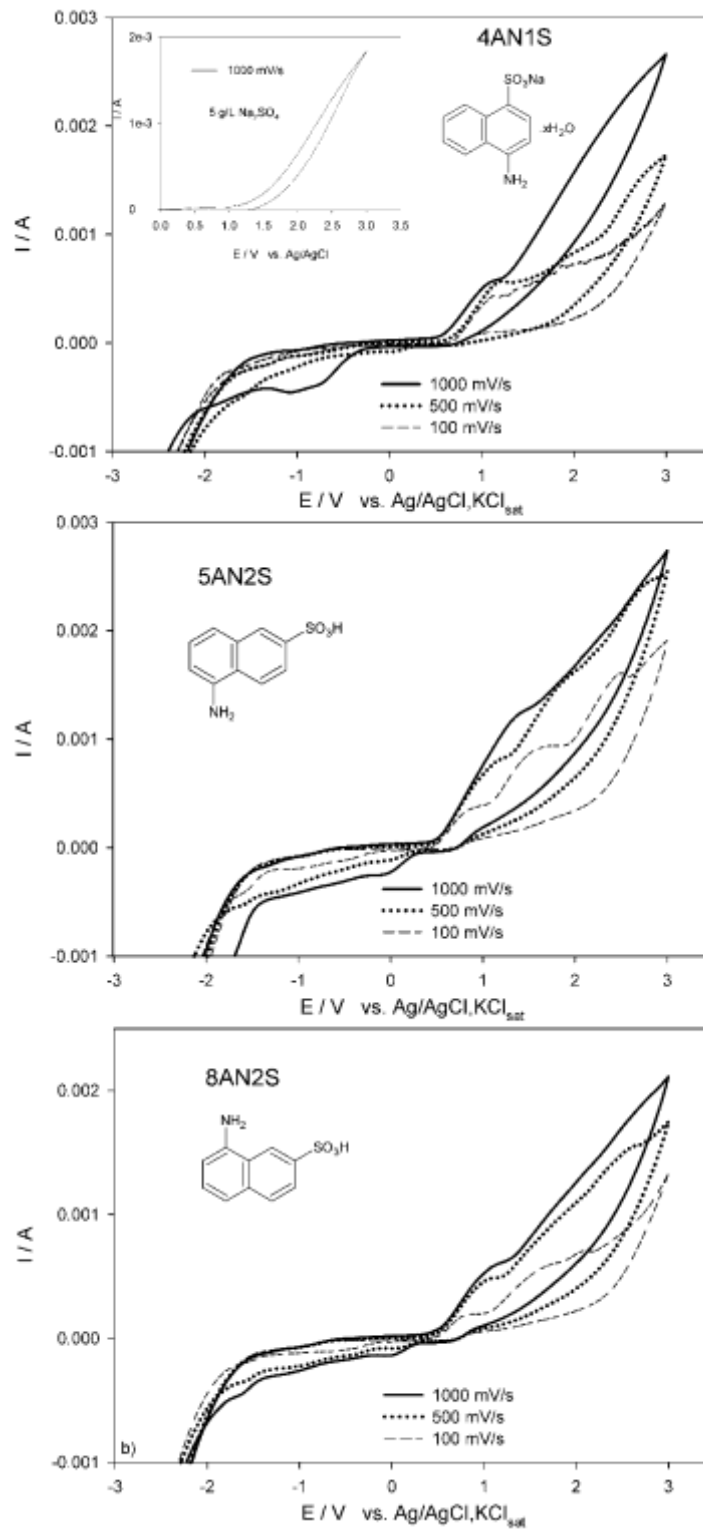 4AN1S
0.003
0.002
0.001
0.000
-0.001
I / A
2e-3
1e-3
0
I / A
1000 mV/s
5 g/L Na₂SO₄
0.0 0.5 1.0 1.5 2.0 2.5 3.0 3.5
E / V vs. Ag/AgCl
SO₃Na
.xH₂O
NH₂
1000 mV/s
500 mV/s
100 mV/s
-3 -2 -1 0 1 2 3
E / V vs. Ag/AgCl,KClsat
0.003
0.002
0.001
0.000
-0.001
I / A
5AN2S
SO₃H
NH₂
1000 mV/s
500 mV/s
100 mV/s
-3 -2 -1 0 1 2 3
E / V vs. Ag/AgCl,KClsat
0.002
0.001
0.000
-0.001
I / A
8AN2S
NH₂
SO₃H
1000 mV/s
500 mV/s
100 mV/s
b)
-3 -2 -1 0 1 2 3
E / V vs. Ag/AgCl,KClsat